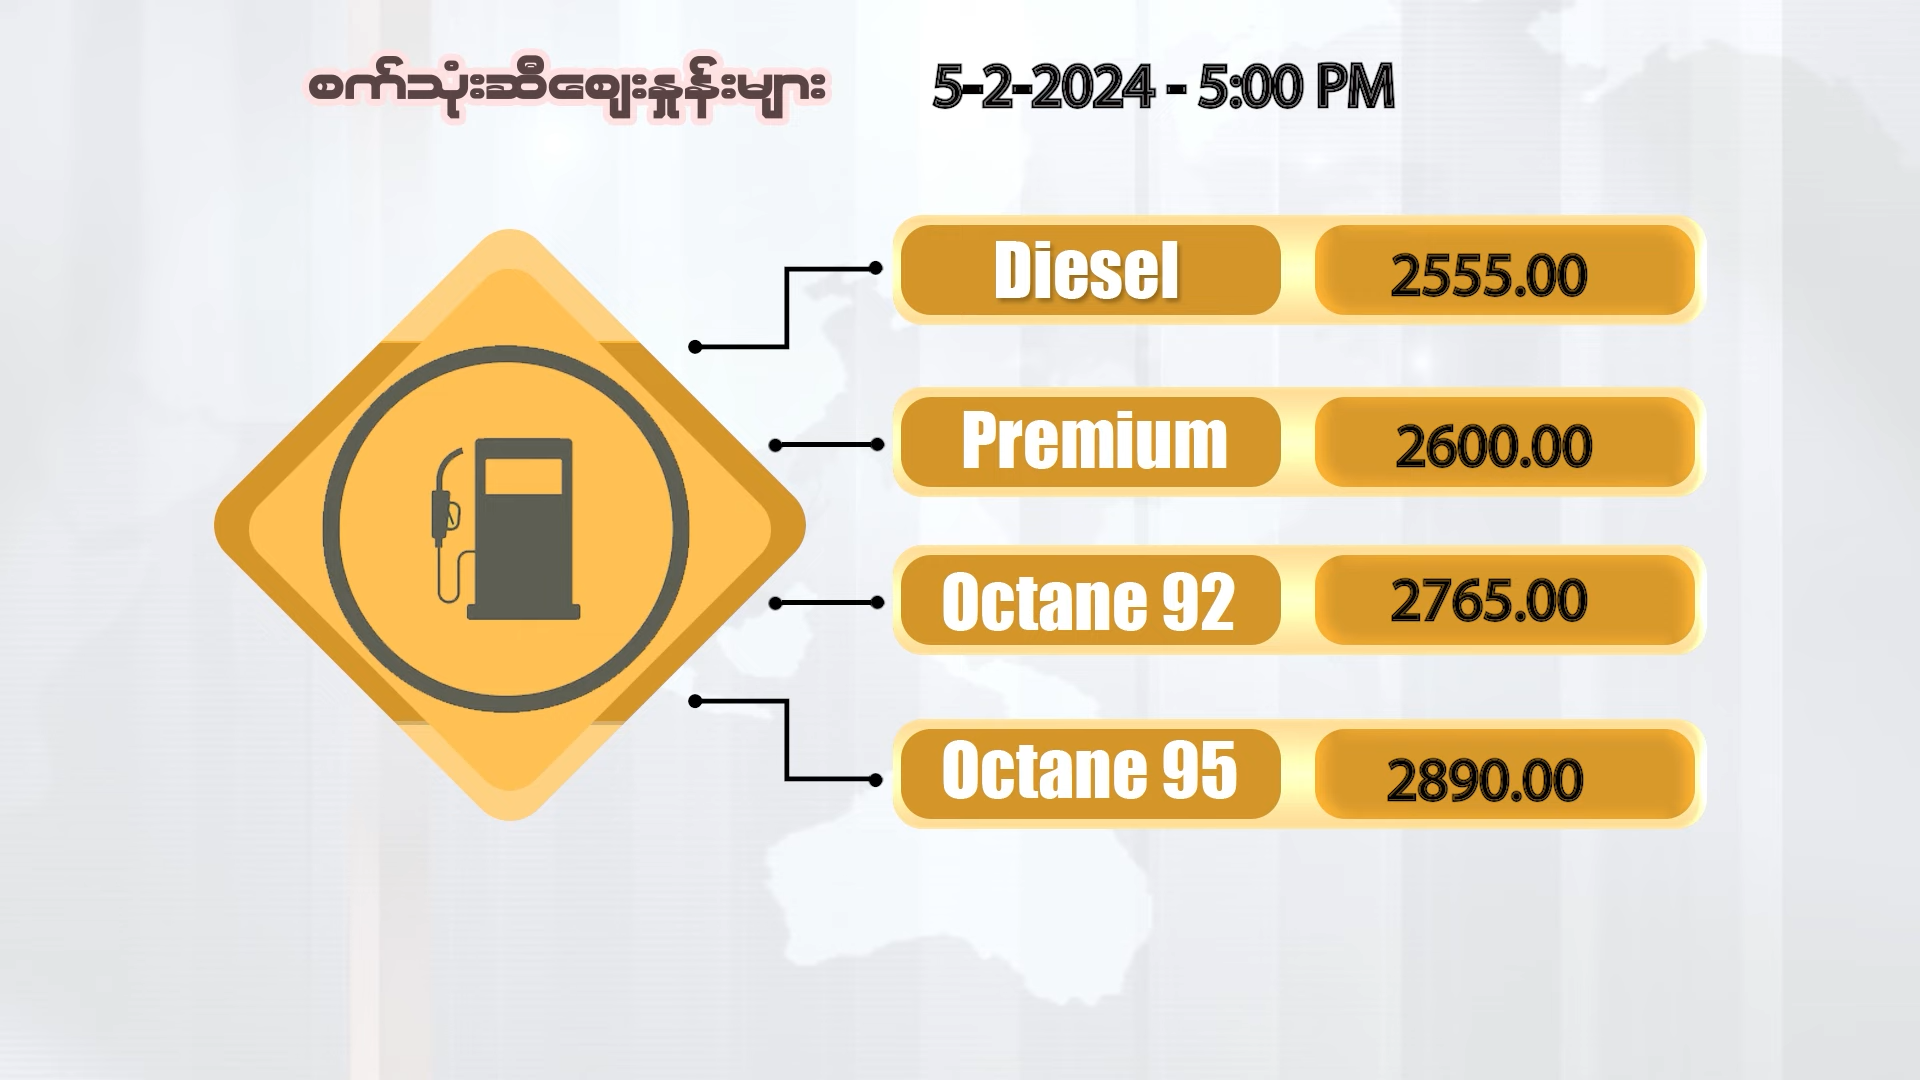 စက်သုံးဆီဈေးနှုန်းများ 5-2-2024 - 5:00 PM
Diesel 2555.00
Premium 2600.00
Octane 92 2765.00
Octane 95 2890.00